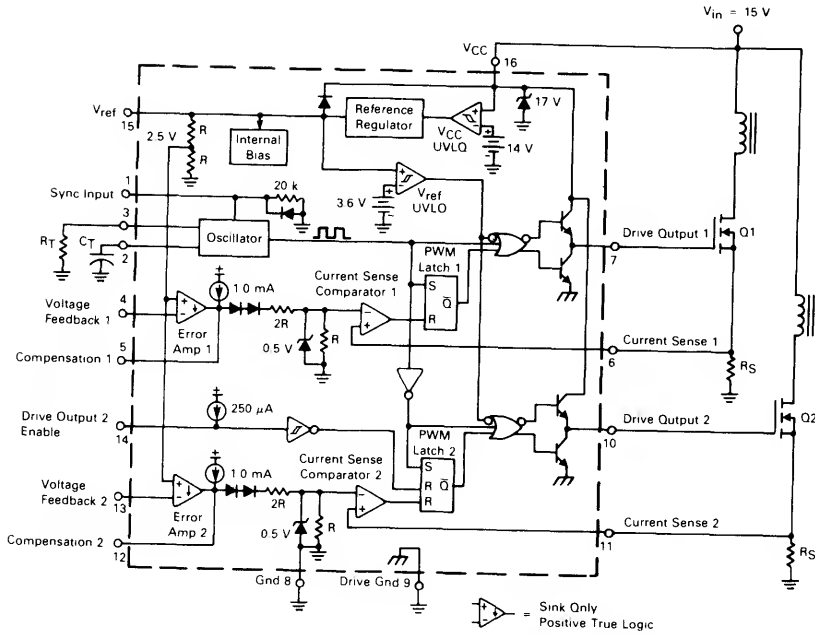 Vin = 15 V
VCC
16
Vref
15
2.5 V
R
R
Internal
Bias
Reference
Regulator
VCC
UVLO
17 V
14 V
1
Sync Input
20 k
3.6 V
Vref
UVLO
3
RT
CT
2
Oscillator
PWM
Latch 1
S
Q
R
Drive Output 1
7
Q1
Voltage
Feedback 1
4
1.0 mA
Error
Amp 1
2R
0.5 V
R
Current Sense
Comparator 1
Compensation 1
5
Current Sense 1
6
RS
Drive Output 2
Enable
14
250 µA
Drive Output 2
10
Q2
PWM
Latch 2
S
R
R
Q
Voltage
Feedback 2
13
1.0 mA
Error
Amp 2
2R
0.5 V
R
Current Sense
Comparator 2
Compensation 2
12
Current Sense 2
11
RS
Gnd 8
Drive Gnd 9
= Sink Only
Positive True Logic